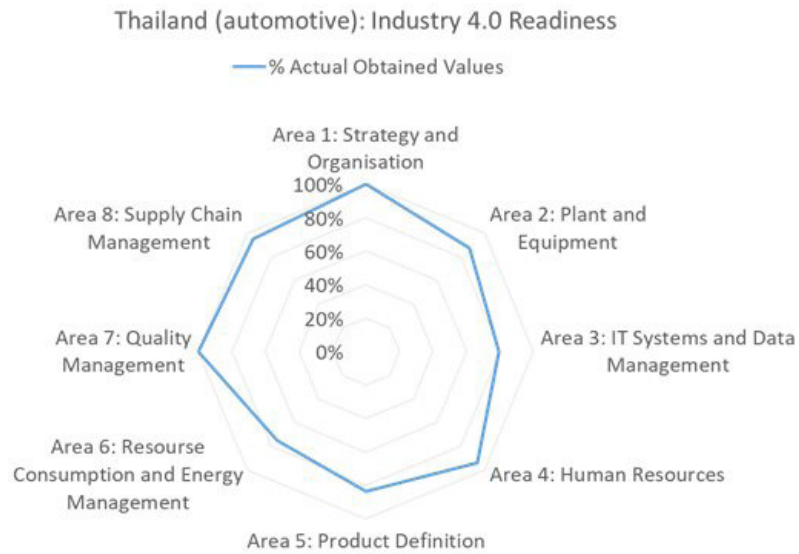 Thailand (automotive): Industry 4.0 Readiness
% Actual Obtained Values
Area 1: Strategy and
Organisation
100%
80%
60%
40%
20%
0%
Area 2: Plant and
Equipment
Area 3: IT Systems and Data
Management
Area 4: Human Resources
Area 5: Product Definition
Area 6: Resourse
Consumption and Energy
Management
Area 7: Quality
Management
Area 8: Supply Chain
Management